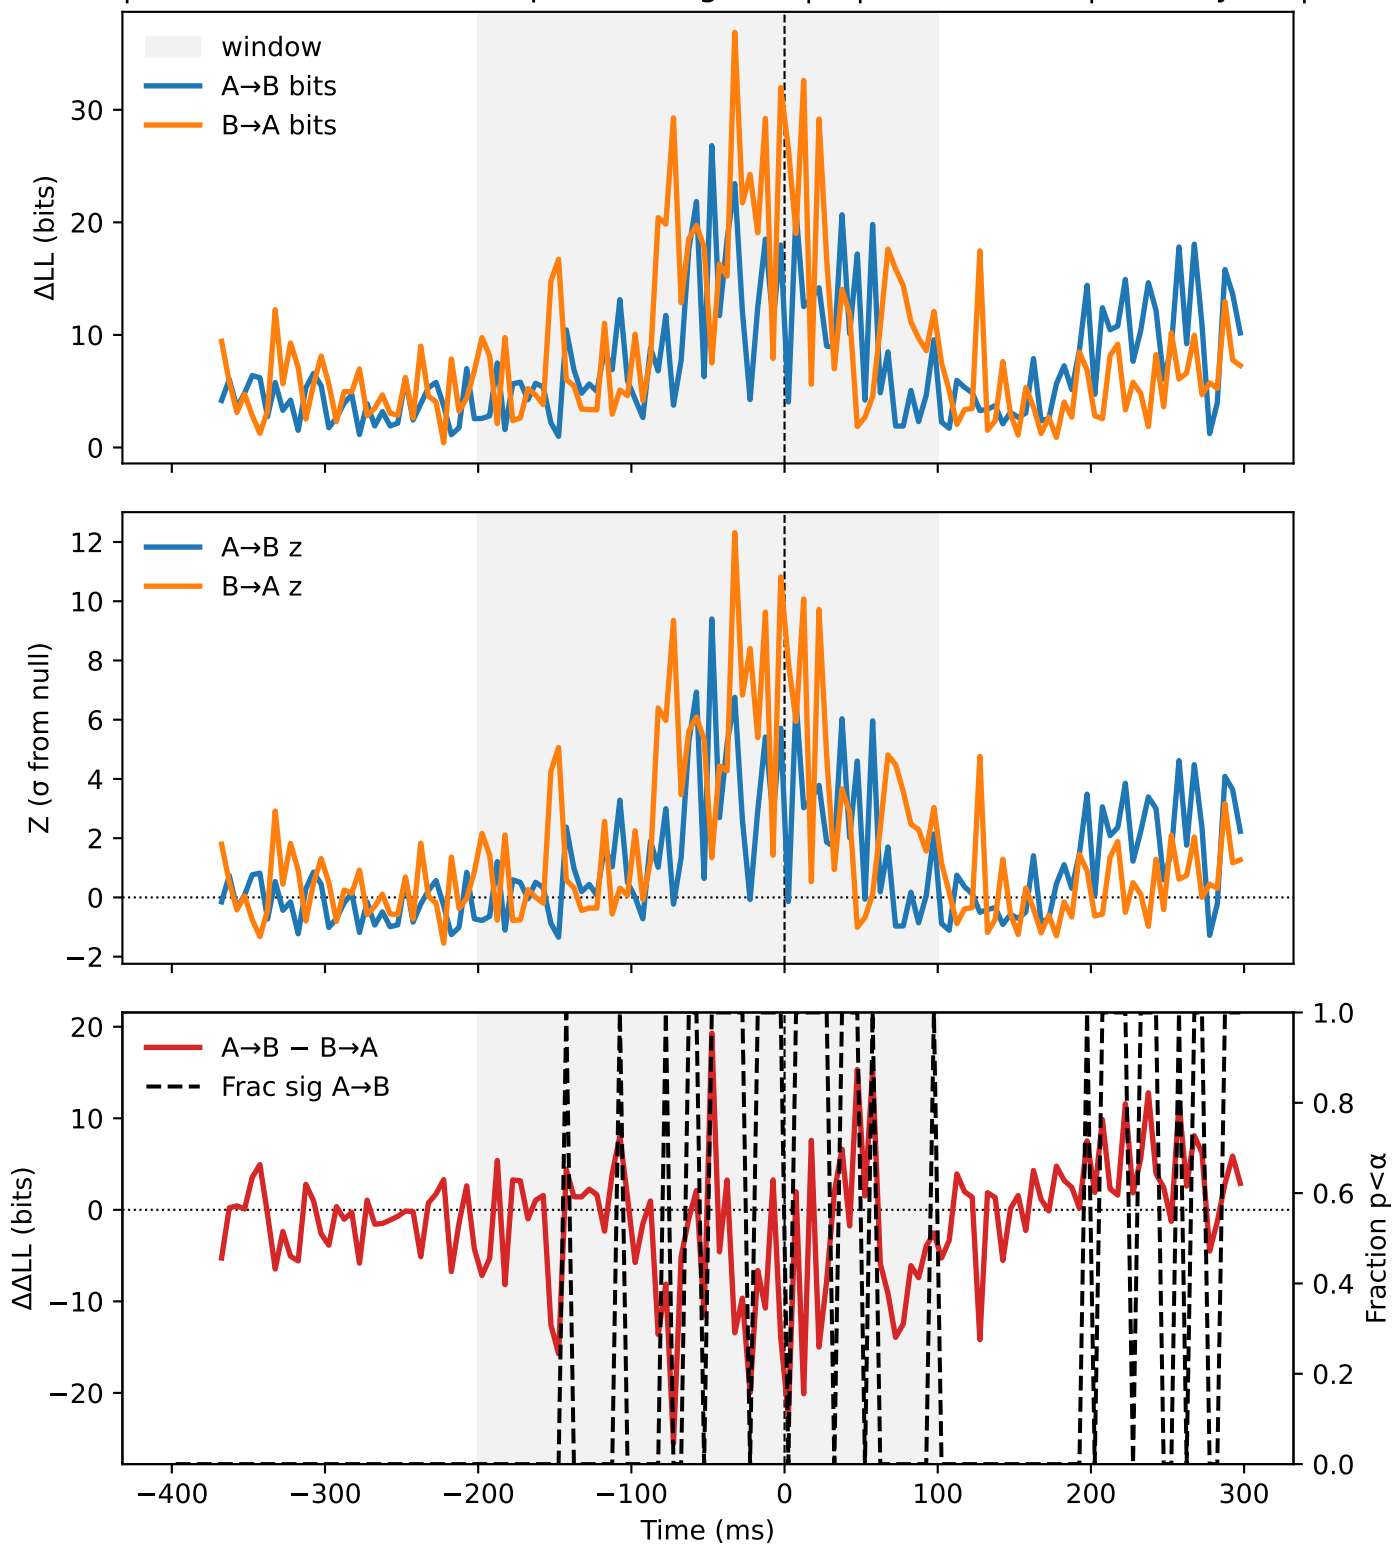 window
A→B bits
B→A bits
ΔLL (bits)
30
20
10
0
A→B z
B→A z
Z (σ from null)
12
10
8
6
4
2
0
−2
A→B − B→A
Frac sig A→B
ΔΔLL (bits)
20
10
0
−10
−20
1.0
0.8
0.6
0.4
0.2
0.0
Fraction p<α
−400 −300 −200 −100 0 100 200 300
Time (ms)